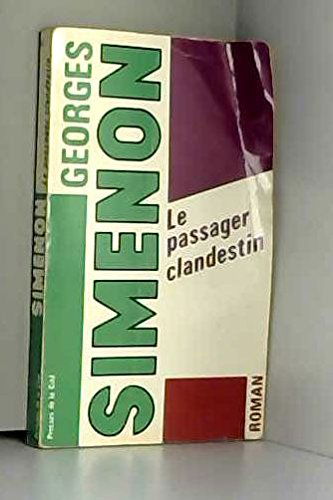 GEORGES
SIMENON
Le
passager
clandestin
ROMAN
Presses de la Cité
SIMENON